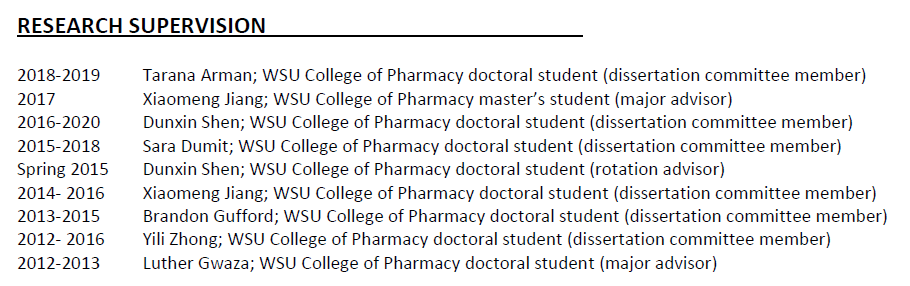 RESEARCH SUPERVISION
2018-2019 Tarana Arman; WSU College of Pharmacy doctoral student (dissertation committee member)
2017 Xiaomeng Jiang; WSU College of Pharmacy master’s student (major advisor)
2016-2020 Dunxin Shen; WSU College of Pharmacy doctoral student (dissertation committee member)
2015-2018 Sara Dumit; WSU College of Pharmacy doctoral student (dissertation committee member)
Spring 2015 Dunxin Shen; WSU College of Pharmacy doctoral student (rotation advisor)
2014- 2016 Xiaomeng Jiang; WSU College of Pharmacy doctoral student (dissertation committee member)
2013-2015 Brandon Gufford; WSU College of Pharmacy doctoral student (dissertation committee member)
2012- 2016 Yili Zhong; WSU College of Pharmacy doctoral student (dissertation committee member)
2012-2013 Luther Gwaza; WSU College of Pharmacy doctoral student (major advisor)